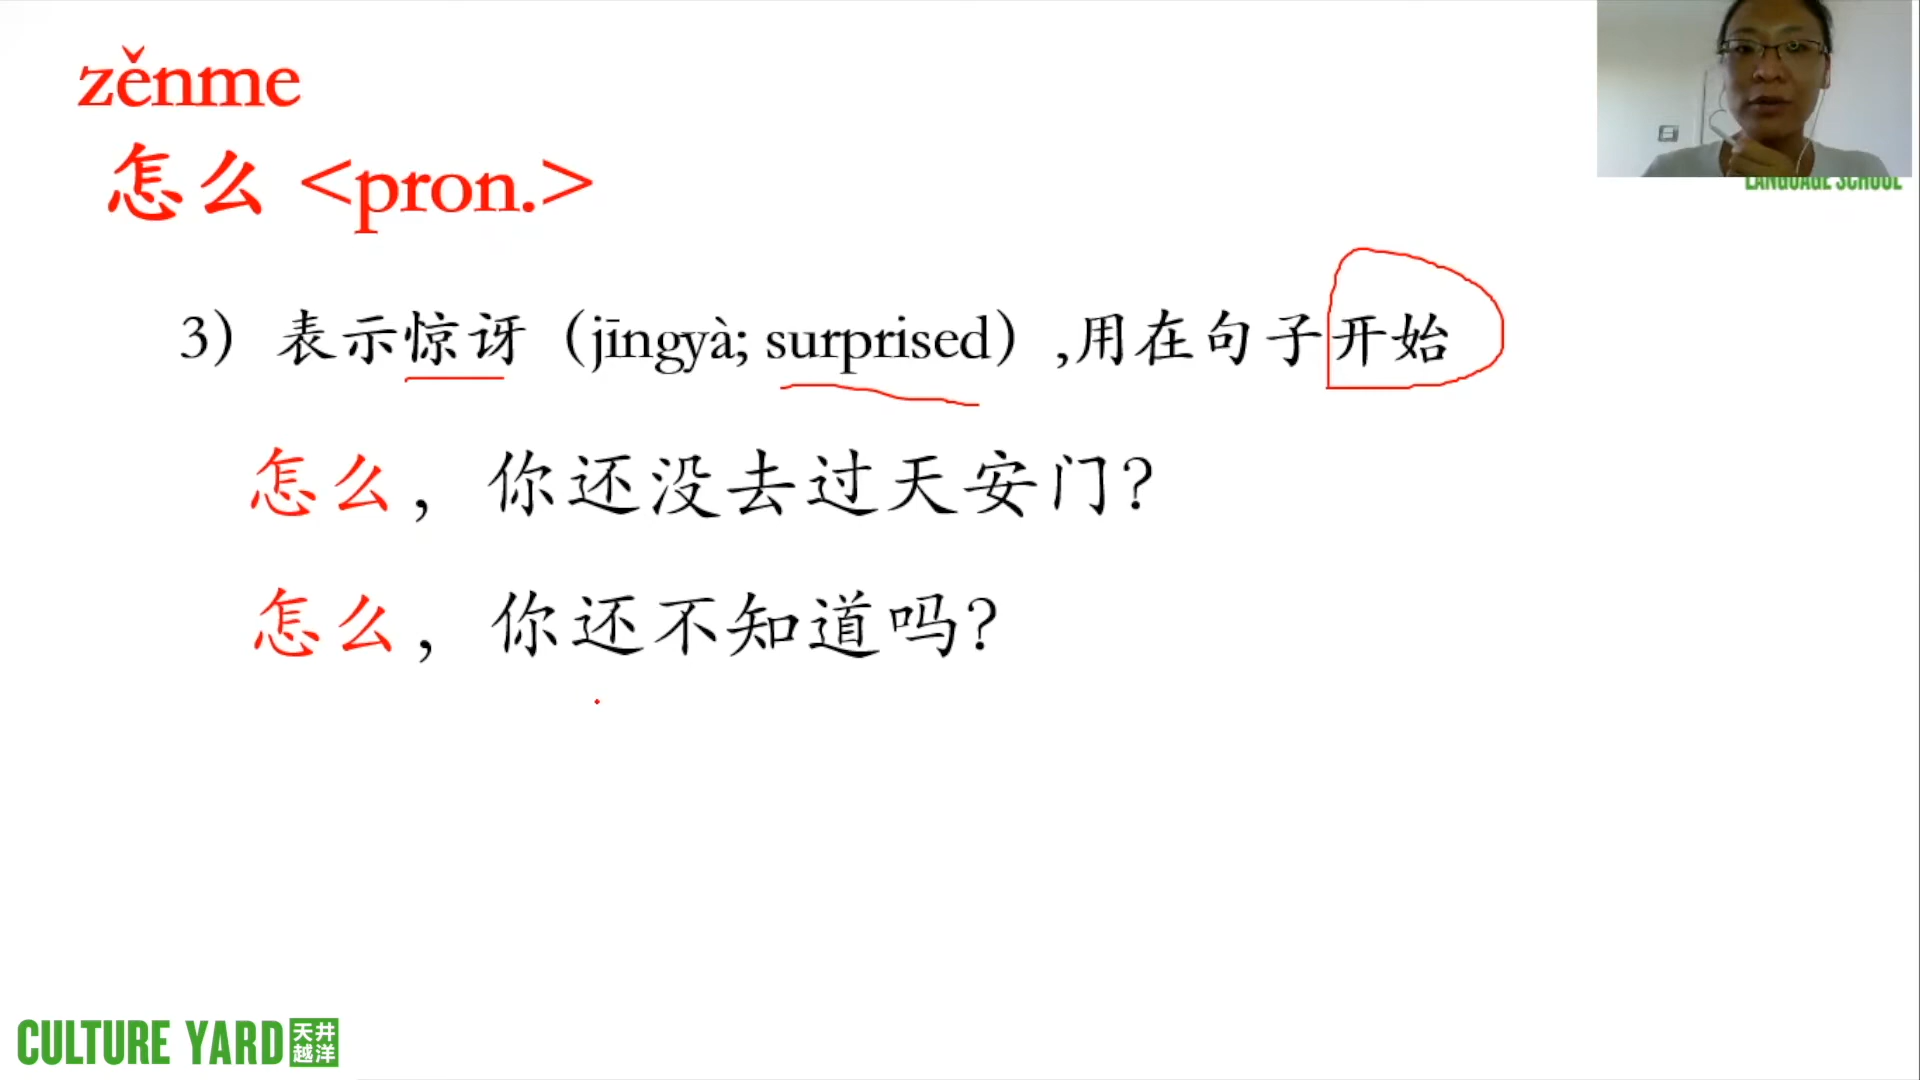 zěnme
怎么 <pron.>
LANGUAGE SCHOOL
3）表示惊讶（jīngyà; surprised）,用在句子开始
怎么，你还没去过天安门?
怎么，你还不知道吗?
CULTURE YARD 天井越洋